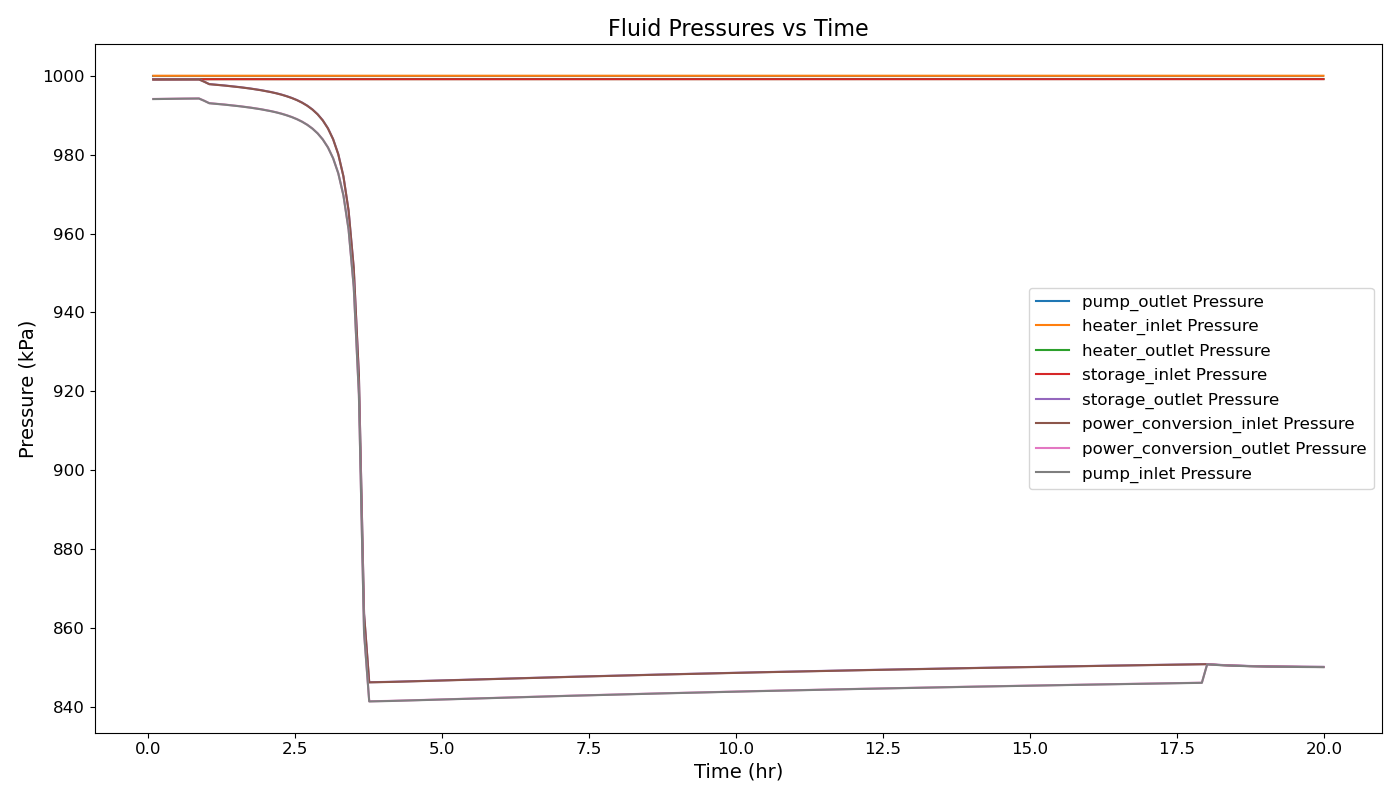 Fluid Pressures vs Time
Pressure (kPa)
1000
980
960
940
920
900
880
860
840
pump_outlet Pressure
heater_inlet Pressure
heater_outlet Pressure
storage_inlet Pressure
storage_outlet Pressure
power_conversion_inlet Pressure
power_conversion_outlet Pressure
pump_inlet Pressure
0.0 2.5 5.0 7.5 10.0 12.5 15.0 17.5 20.0
Time (hr)